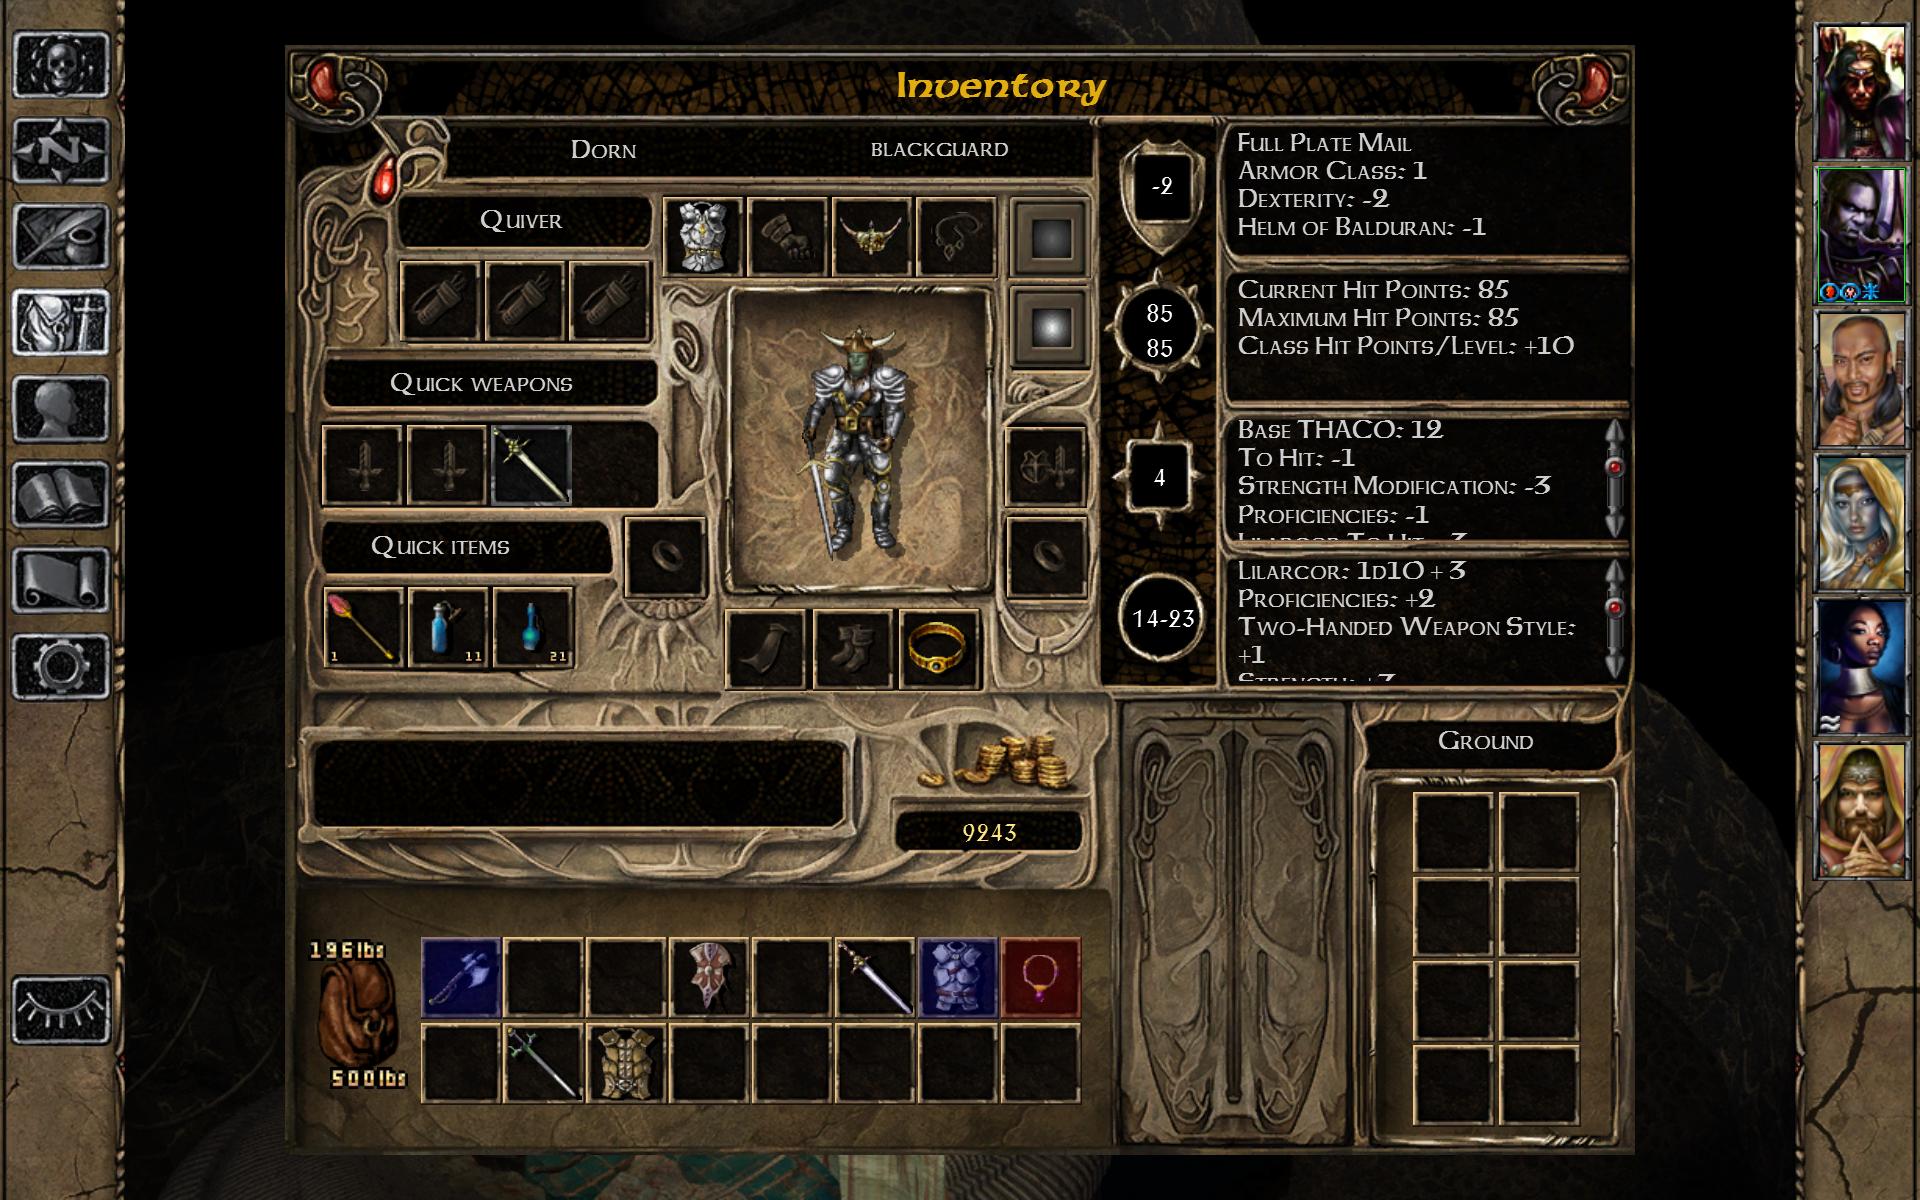 Inventory
Dorn
BLACKGUARD
Quiver
Quick weapons
Quick items
1
11
21
-2
85
85
4
14-23
Full Plate Mail
Armor Class: 1
Dexterity: -2
Helm of Balduran: -1
Current Hit Points: 85
Maximum Hit Points: 85
Class Hit Points/Level: +10
Base THAC0: 12
To Hit: -1
Strength Modification: -3
Proficiencies: -1
Lilarcor: 1d10 + 3
Proficiencies: +2
Two-Handed Weapon Style:
+1
Strength: +7
9243
Ground
196lbs
500lbs